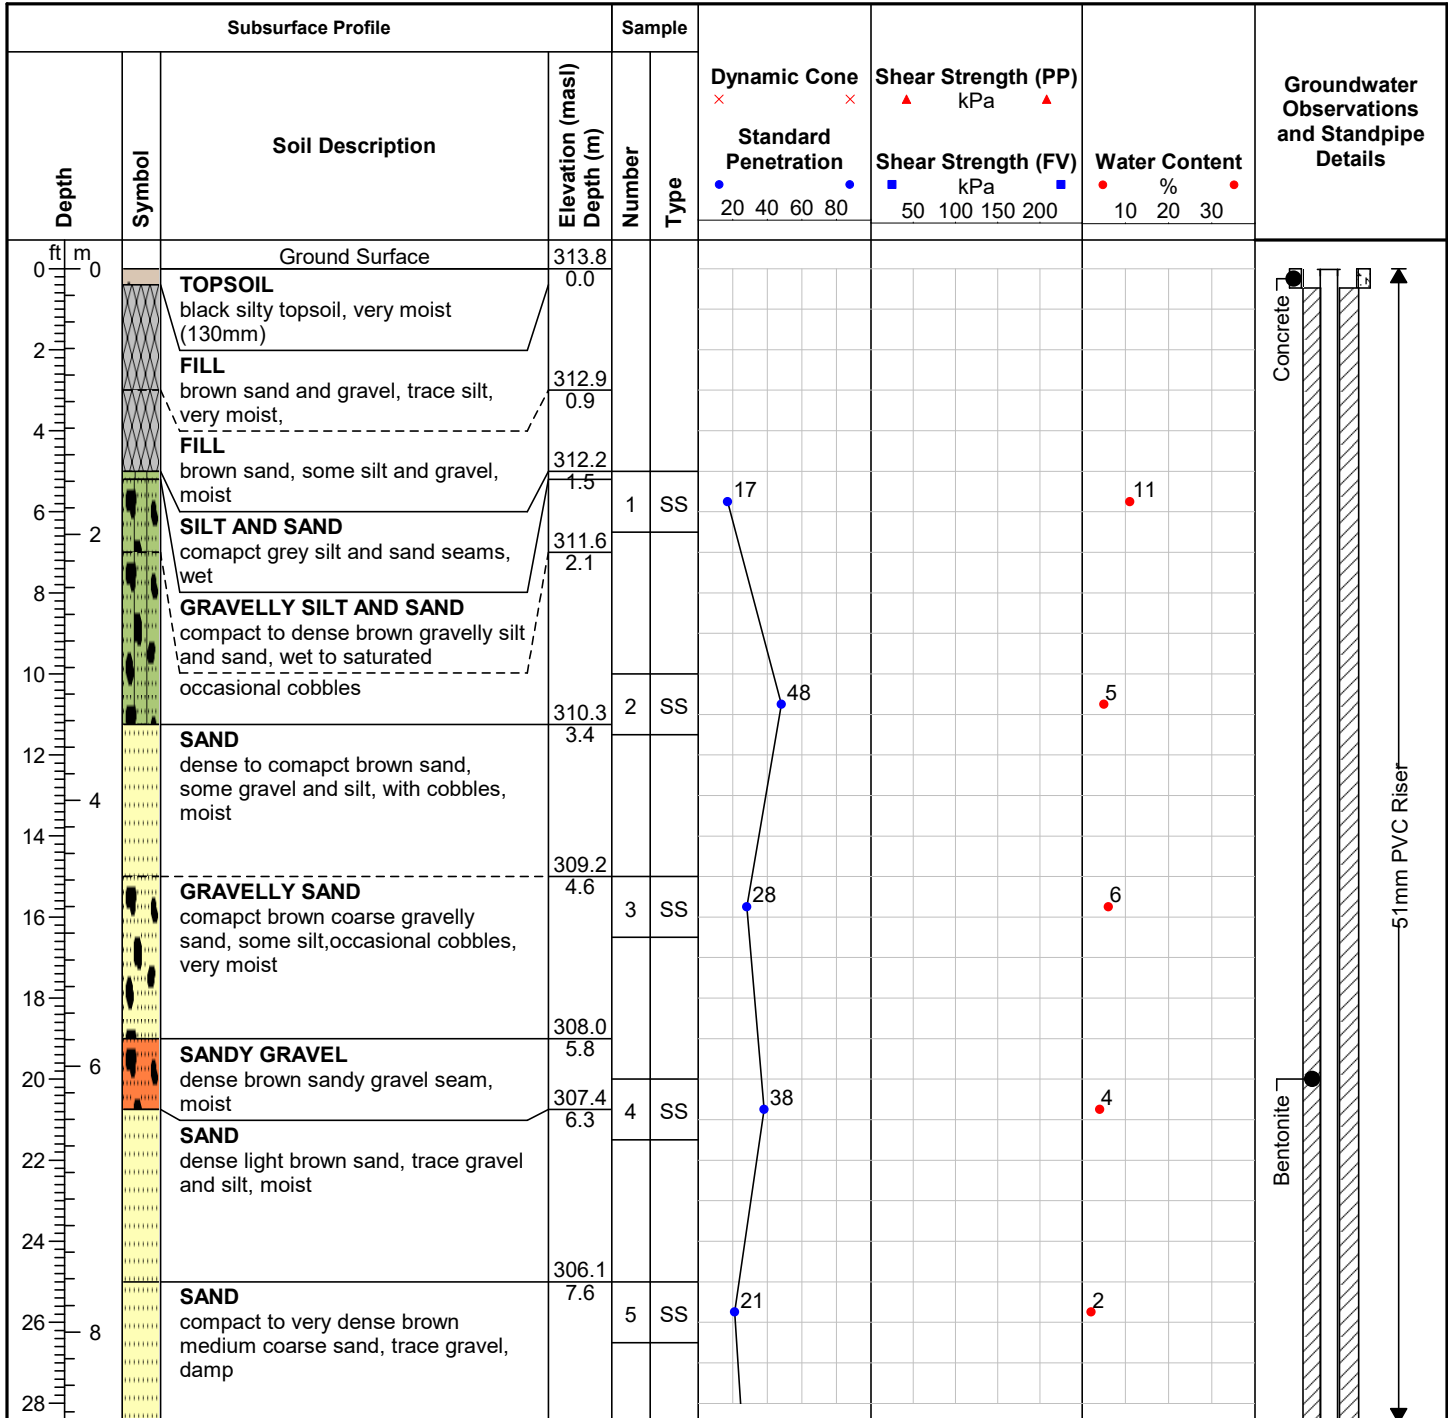 Subsurface Profile
Sample
Depth
Symbol
Soil Description
Elevation (masl)
Depth (m)
Number
Type
Dynamic Cone
Standard
Penetration
20 40 60 80
Shear Strength (PP)
kPa
Shear Strength (FV)
kPa
50 100 150 200
Water Content
%
10 20 30
Groundwater
Observations
and Standpipe
Details
ft m
0 0
2
4
6
2
8
10
12
4
14
16
18
6
20
22
24
26
8
28
Ground Surface
313.8
0.0
TOPSOIL
black silty topsoil, very moist
(130mm)
FILL
brown sand and gravel, trace silt,
very moist,
312.9
0.9
FILL
brown sand, some silt and gravel,
moist
312.2
1.5
SILT AND SAND
comapct grey silt and sand seams,
wet
311.6
2.1
GRAVELLY SILT AND SAND
compact to dense brown gravelly silt
and sand, wet to saturated
occasional cobbles
310.3
3.4
SAND
dense to comapct brown sand,
some gravel and silt, with cobbles,
moist
309.2
4.6
GRAVELLY SAND
comapct brown coarse gravelly
sand, some silt,occasional cobbles,
very moist
308.0
5.8
SANDY GRAVEL
dense brown sandy gravel seam,
moist
307.4
6.3
SAND
dense light brown sand, trace gravel
and silt, moist
306.1
7.6
SAND
compact to very dense brown
medium coarse sand, trace gravel,
damp
1 SS 17 11
2 SS 48 5
3 SS 28 6
4 SS 38 4
5 SS 21 2
Concrete
Bentonite
51mm PVC Riser